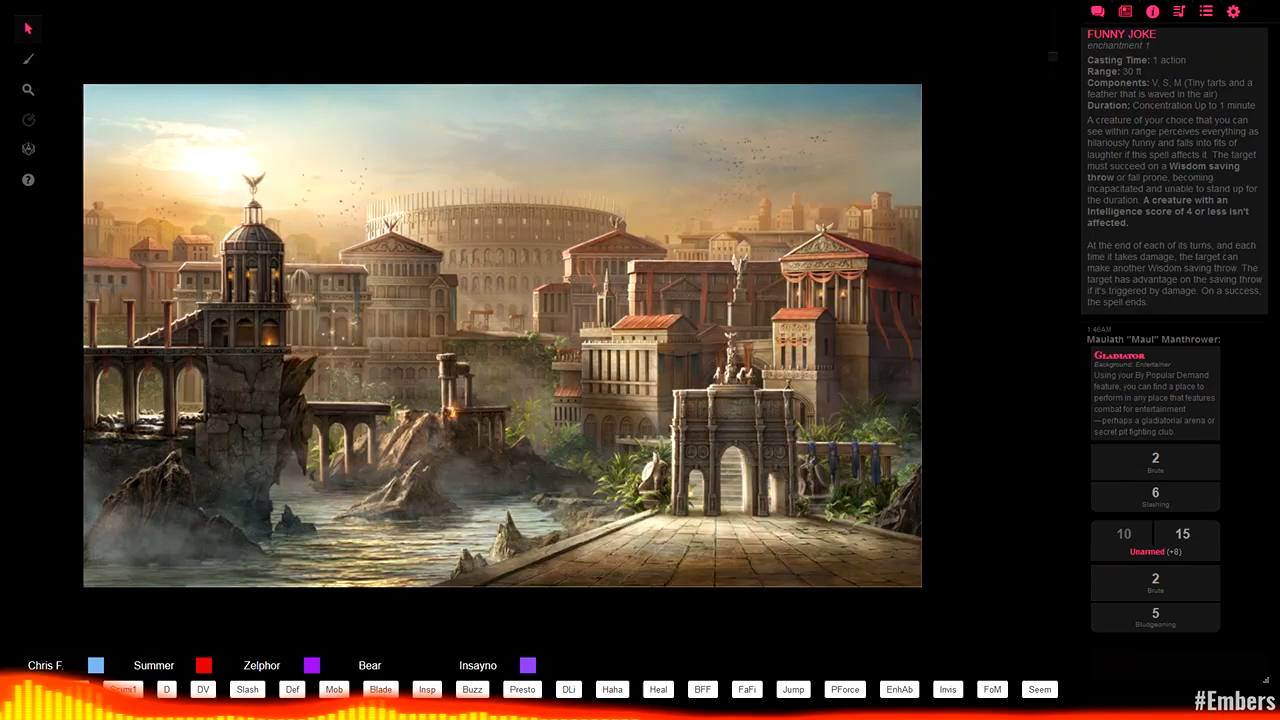 FUNNY JOKE
enchantment 1
Casting Time: 1 action
Range: 30 ft
Components: V, S, M (Tiny tarts and a
feather that is waved in the air)
Duration: Concentration Up to 1 minute
A creature of your choice that you can
see within range perceives everything as
hilariously funny and falls into fits of
laughter if this spell affects it. The target
must succeed on a Wisdom saving
throw or fall prone, becoming
incapacitated and unable to stand up for
the duration. A creature with an
Intelligence score of 4 or less isn't
affected.
At the end of each of its turns, and each
time it takes damage, the target can
make another Wisdom saving throw. The
target has advantage on the saving throw
if it's triggered by damage. On a success,
the spell ends.
1:46AM
Maulath "Maul" Manthrower:
Gladiator
Background: Entertainer
Using your By Popular Demand
feature, you can find a place to
perform in any place that features
combat for entertainment
—perhaps a gladiatorial arena or
secret pit fighting club.
2
Brute
6
Slashing
10 15
Unarmed (+8)
2
Brute
5
Bludgeoning
Chris F. Summer Zelphor Bear Insayno
D DV Slash Def Mob Blade Insp Buzz Presto DLi Haha Heal BFF FaFi Jump PForce EnhAb Invis FoM Seem
#Embers